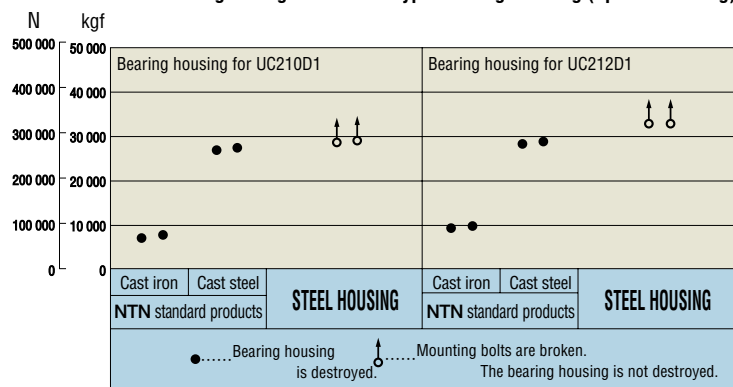 N kgf
500 000 50 000
400 000 40 000
300 000 30 000
200 000 20 000
100 000 10 000
0 0
Bearing housing for UC210D1
Bearing housing for UC212D1
Cast iron Cast steel STEEL HOUSING Cast iron Cast steel STEEL HOUSING
NTN standard products NTN standard products
●......Bearing housing is destroyed.
......Mounting bolts are broken.
The bearing housing is not destroyed.